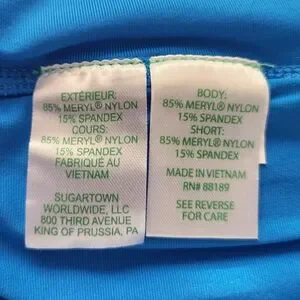 EXTÉRIEUR:
85% MERYL® NYLON
15% SPANDEX
COURS:
85% MERYL® NYLON
15% SPANDEX
FABRIQUÉ AU
VIETNAM
SUGARTOWN
WORLDWIDE, LLC
800 THIRD AVENUE
KING OF PRUSSIA, PA
BODY:
85% MERYL® NYLON
15% SPANDEX
SHORT:
85% MERYL® NYLON
15% SPANDEX
MADE IN VIETNAM
RN# 88189
SEE REVERSE
FOR CARE